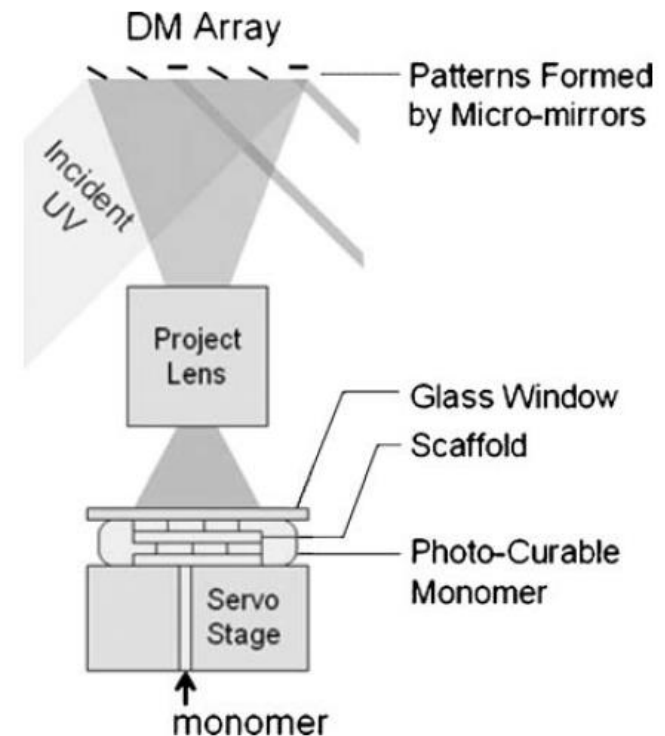 DM Array
Patterns Formed
by Micro-mirrors
Incident
UV
Project
Lens
Glass Window
Scaffold
Photo-Curable
Monomer
Servo
Stage
monomer